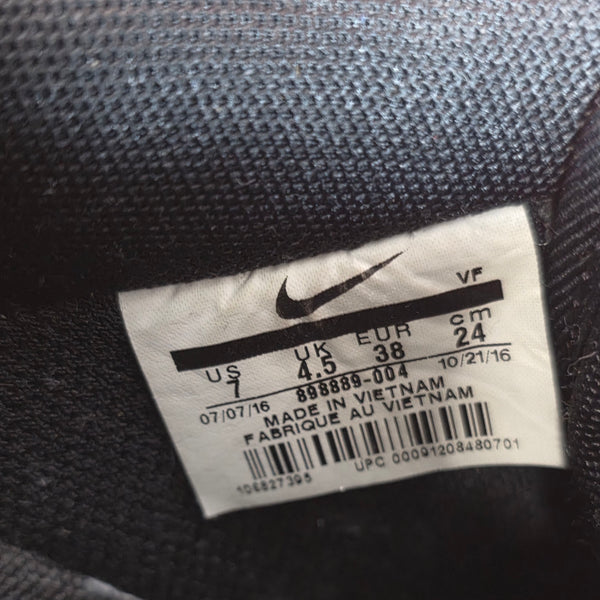 VF
US UK EUR cm
7 4.5 38 24
07/07/16 898889-004 10/21/16
MADE IN VIETNAM
FABRIQUE AU VIETNAM
106827395 UPC 00091208480701